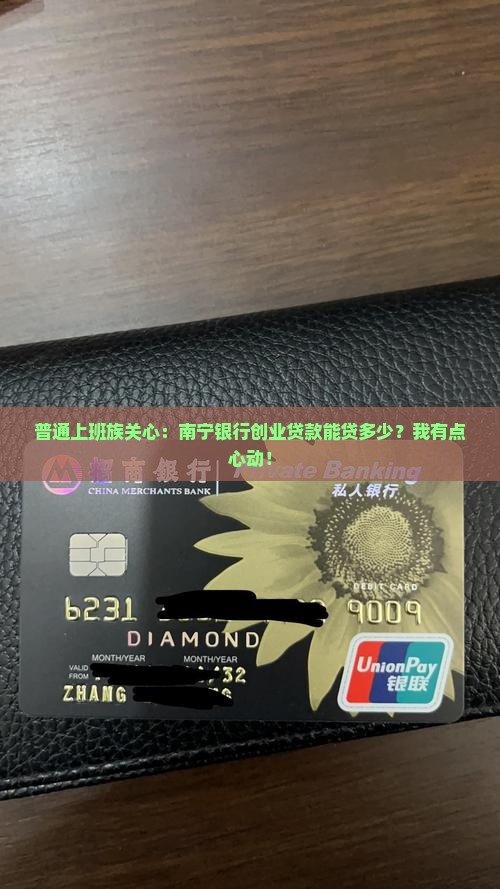 普通上班族关心：南宁银行创业贷款能贷多少？我有点
心动！
银行 Banking
CHINA MERCHANTS BANK 私人银行
DEBIT CARD
6231 9009
DIAMOND
MONTH/YEAR MONTH/YEAR
VALID
FROM /32
ZHANG
UnionPay
银联